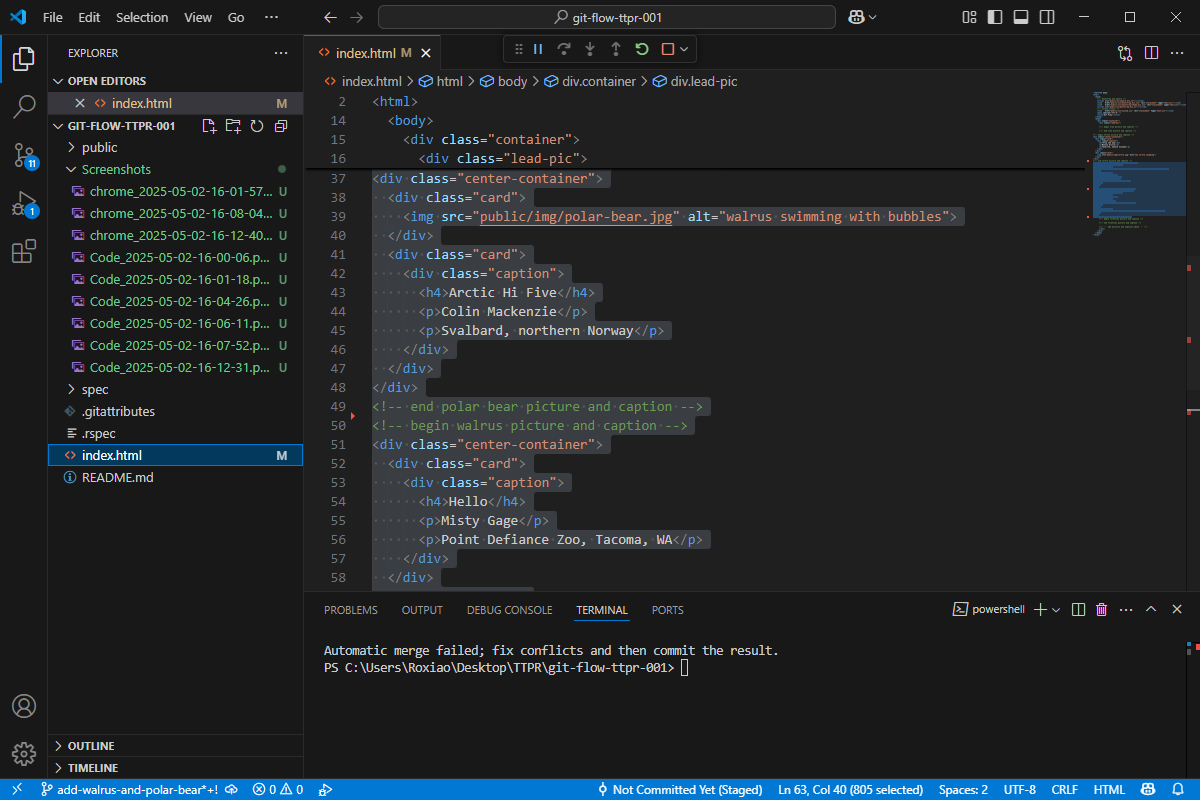 File Edit Selection View Go ··· git-flow-ttpr-001
EXPLORER ···
OPEN EDITORS
index.html M
GIT-FLOW-TTPR-001
public
Screenshots
chrome_2025-05-02-16-01-57... U
chrome_2025-05-02-16-08-04... U
chrome_2025-05-02-16-12-40... U
Code_2025-05-02-16-00-06.p... U
Code_2025-05-02-16-01-18.p... U
Code_2025-05-02-16-04-26.p... U
Code_2025-05-02-16-06-11.p... U
Code_2025-05-02-16-07-52.p... U
Code_2025-05-02-16-12-31.p... U
spec
.gitattributes
.rspec
index.html M
README.md
OUTLINE
TIMELINE
11
1
index.html M
index.html > html > body > div.container > div.lead-pic
2 <html>
14 <body>
15 <div class="container">
16 <div class="lead-pic">
37 <div class="center-container">
38 <div class="card">
39 <img src="public/img/polar-bear.jpg" alt="walrus swimming with bubbles">
40 </div>
41 <div class="card">
42 <div class="caption">
43 <h4>Arctic Hi Five</h4>
44 <p>Colin Mackenzie</p>
45 <p>Svalbard, northern Norway</p>
46 </div>
47 </div>
48 </div>
49 <!-- end polar bear picture and caption -->
50 <!-- begin walrus picture and caption -->
51 <div class="center-container">
52 <div class="card">
53 <div class="caption">
54 <h4>Hello</h4>
55 <p>Misty Gage</p>
56 <p>Point Defiance Zoo, Tacoma, WA</p>
57 </div>
58 </div>
PROBLEMS OUTPUT DEBUG CONSOLE TERMINAL PORTS powershell
Automatic merge failed; fix conflicts and then commit the result.
PS C:\Users\Roxiao\Desktop\TTPR\git-flow-ttpr-001>
add-walrus-and-polar-bear*+! 0 0 Not Committed Yet (Staged) Ln 63, Col 40 (805 selected) Spaces: 2 UTF-8 CRLF HTML